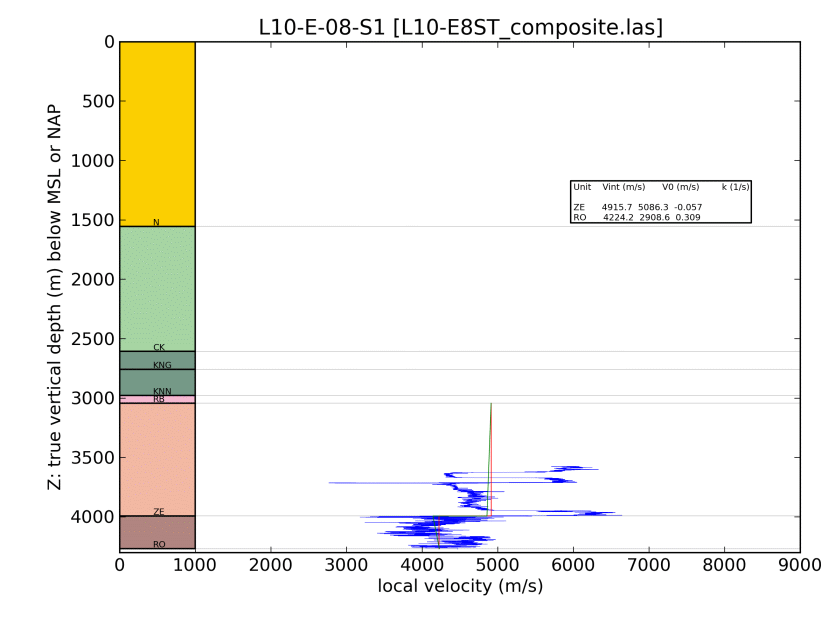 L10-E-08-S1 [L10-E8ST_composite.las]
Z: true vertical depth (m) below MSL or NAP
0
500
1000
1500
2000
2500
3000
3500
4000
N
CK
KNG
KNN
RB
ZE
RO
Unit Vint (m/s) V0 (m/s) k (1/s)
ZE 4915.7 5086.3 -0.057
RO 4224.2 2908.6 0.309
0 1000 2000 3000 4000 5000 6000 7000 8000 9000
local velocity (m/s)